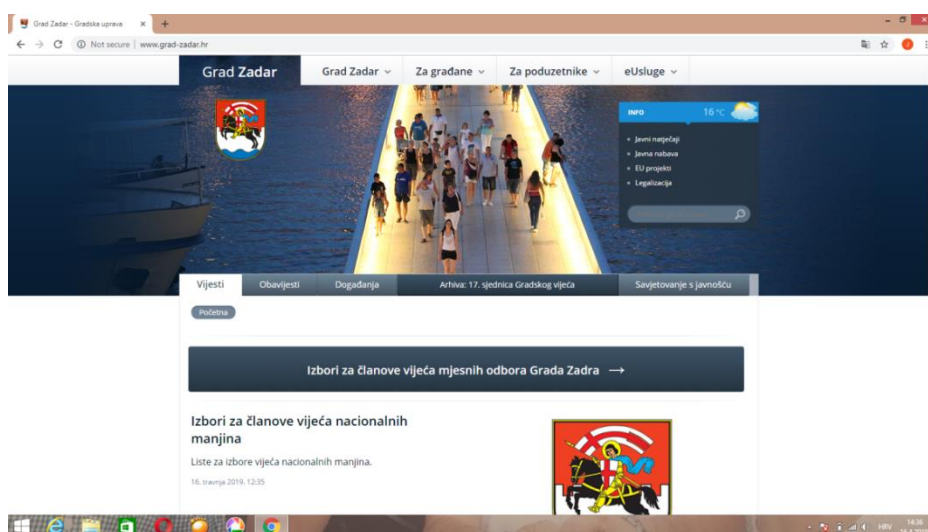 Grad Zadar - Gradska uprava
Not secure | www.grad-zadar.hr
Grad Zadar
Grad Zadar
Za građane
Za poduzetnike
eUsluge
INFO
16 °C
Javni natječaji
Javna nabava
EU projekti
Legalizacija
Vijesti
Obavijesti
Događanja
Arhiva: 17. sjednica Gradskog vijeća
Savjetovanje s javnošću
Početna
Izbori za članove vijeća mjesnih odbora Grada Zadra →
Izbori za članove vijeća nacionalnih
manjina
Liste za izbore vijeća nacionalnih manjina.
16. travnja 2019. 12:35
HRV
14:36